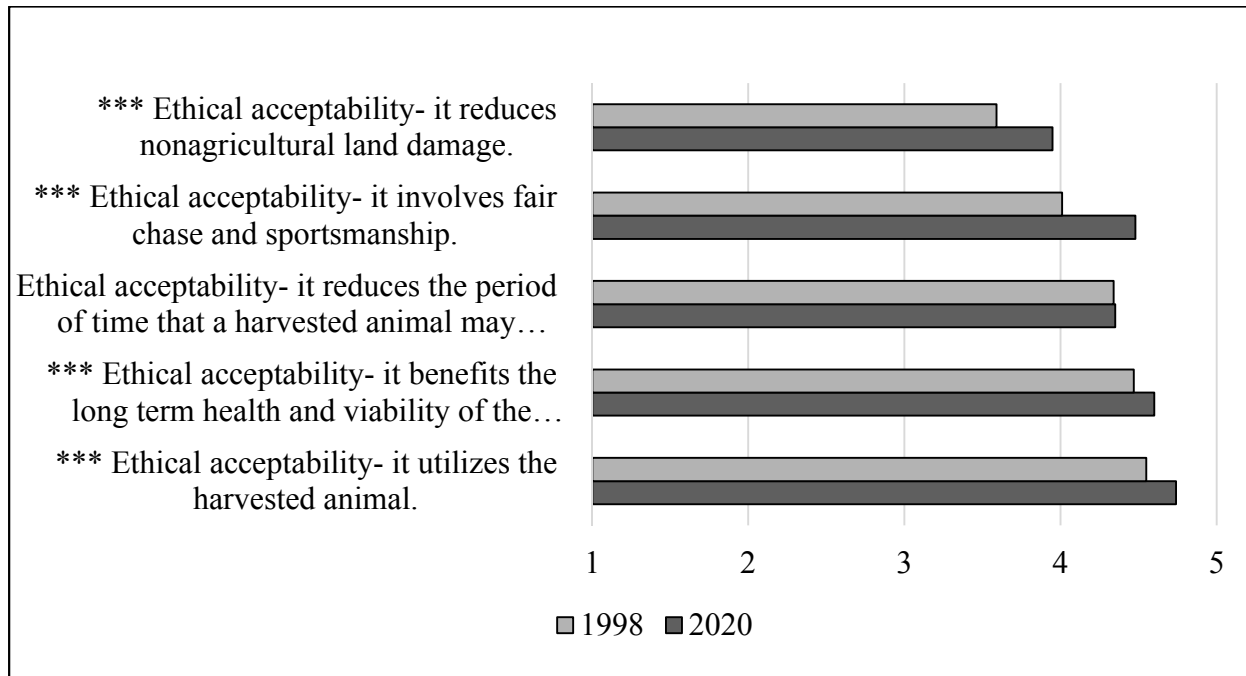 *** Ethical acceptability- it reduces
nonagricultural land damage.
*** Ethical acceptability- it involves fair
chase and sportsmanship.
Ethical acceptability- it reduces the period
of time that a harvested animal may…
*** Ethical acceptability- it benefits the
long term health and viability of the…
*** Ethical acceptability- it utilizes the
harvested animal.
1 2 3 4 5
1998 2020